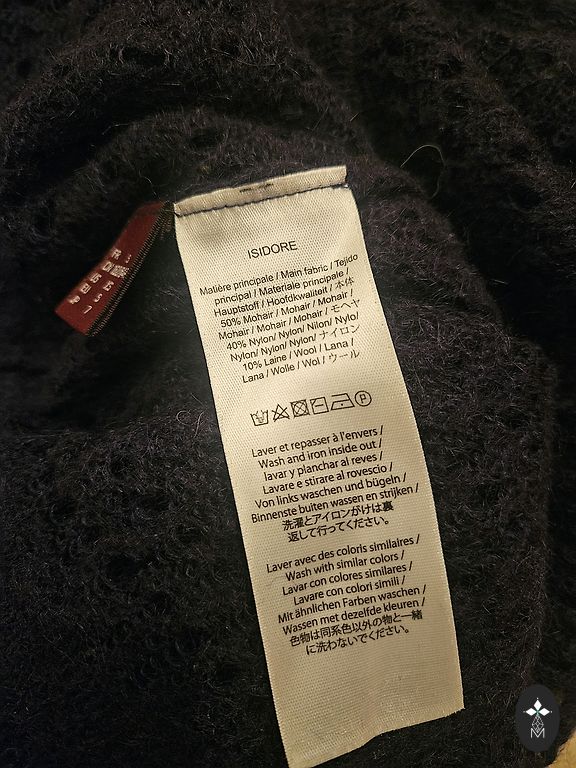 ISIDORE
Matière principale / Main fabric / Tejido
principal / Materiale principale /
Hauptstoff / Hoofdkwaliteit / 本体
50% Mohair / Mohair / Mohair /
Mohair / Mohair / Mohair / モヘヤ
40% Nylon/ Nylon/ Nilon/ Nylo/
Nylon/ Nylon/ Nylon/ ナイロン
10% Laine / Wool / Lana /
Lana / Wolle / Wol / ウール
P
Laver et repasser à l'envers /
Wash and iron inside out /
lavar y planchar al reves /
Lavare e stirare al rovescio /
Von links waschen und bügeln /
Binnenste buiten wassen en strijken /
洗濯とアイロンがけは裏
返して行ってください。
Laver avec des coloris similaires /
Wash with similar colors /
Lavar con colores similares /
Lavare con colori simili /
Mit ähnlichen Farben waschen /
Wassen met dezelfde kleuren /
色物は同系色以外の物と一緒
に洗わないでください。
M